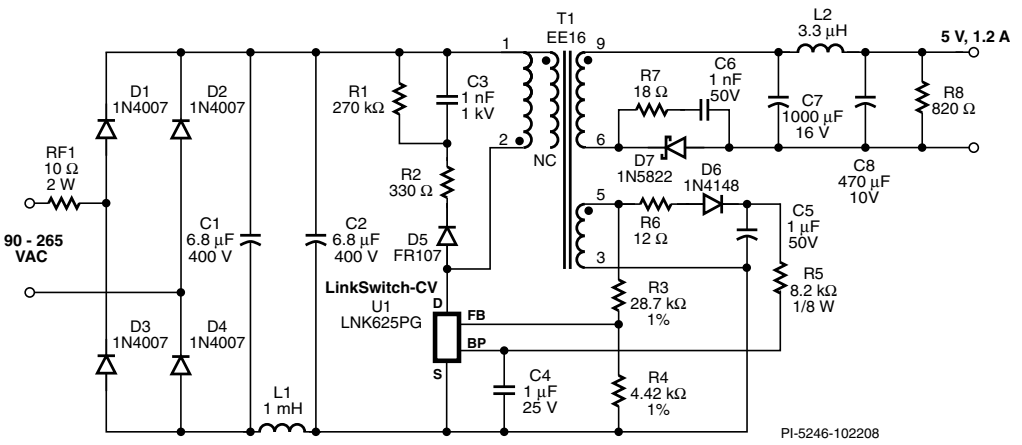 T1
EE16
L2
3.3 µH
5 V, 1.2 A
1
9
D1
1N4007
D2
1N4007
R1
270 kΩ
C3
1 nF
1 kV
R7
18 Ω
C6
1 nF
50V
C7
1000 µF
16 V
R8
820 Ω
RF1
10 Ω
2 W
2
NC
6
D7
1N5822
D6
1N4148
C8
470 µF
10V
R2
330 Ω
5
R6
12 Ω
C5
1 µF
50V
90 - 265
VAC
C1
6.8 µF
400 V
C2
6.8 µF
400 V
D5
FR107
3
R3
28.7 kΩ
1%
R5
8.2 kΩ
1/8 W
LinkSwitch-CV
U1
LNK625PG
D
FB
BP
S
D3
1N4007
D4
1N4007
L1
1 mH
C4
1 µF
25 V
R4
4.42 kΩ
1%
PI-5246-102208